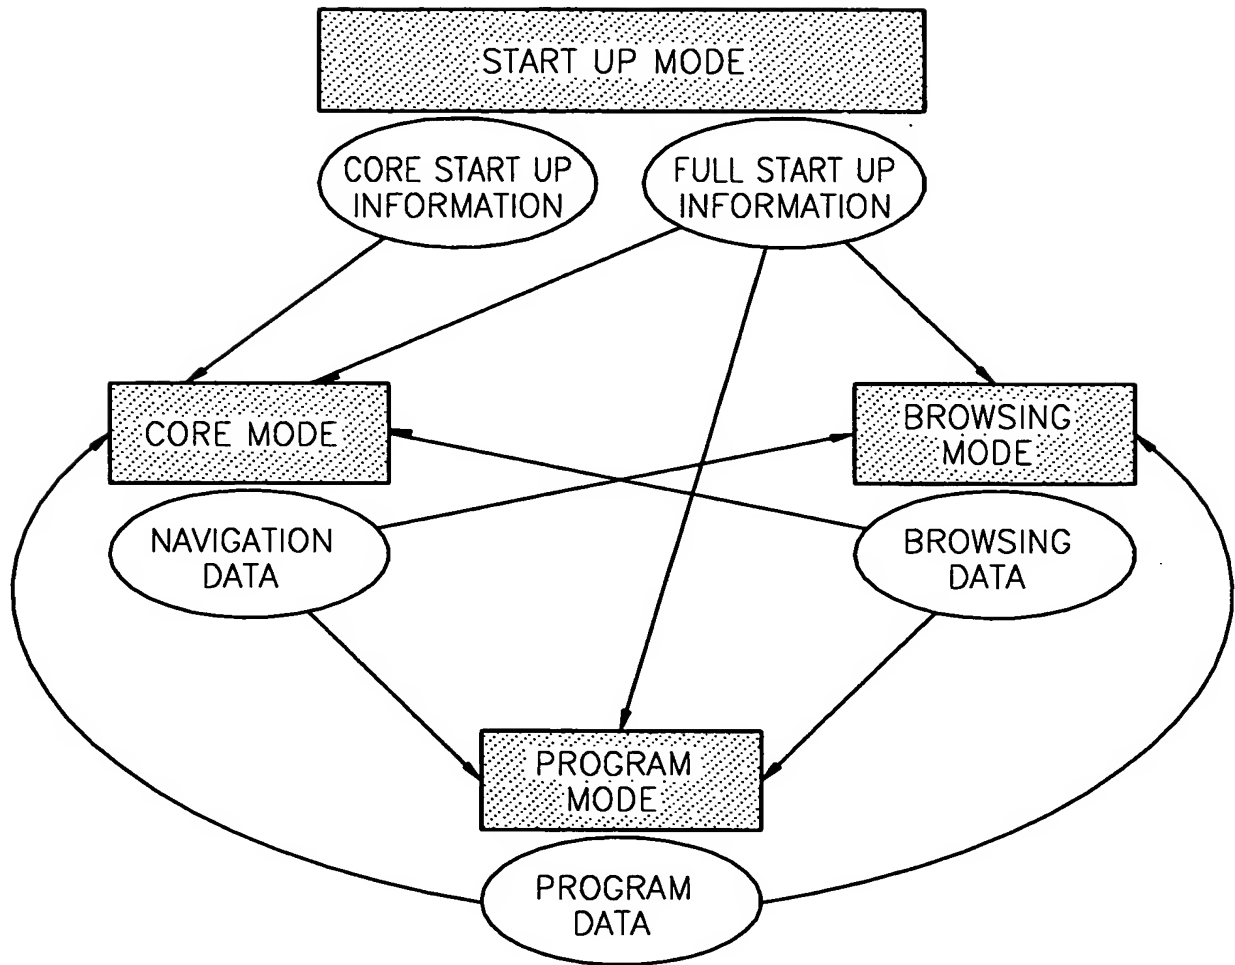 START UP MODE
CORE START UP
INFORMATION
FULL START UP
INFORMATION
CORE MODE
BROWSING
MODE
NAVIGATION
DATA
BROWSING
DATA
PROGRAM
MODE
PROGRAM
DATA